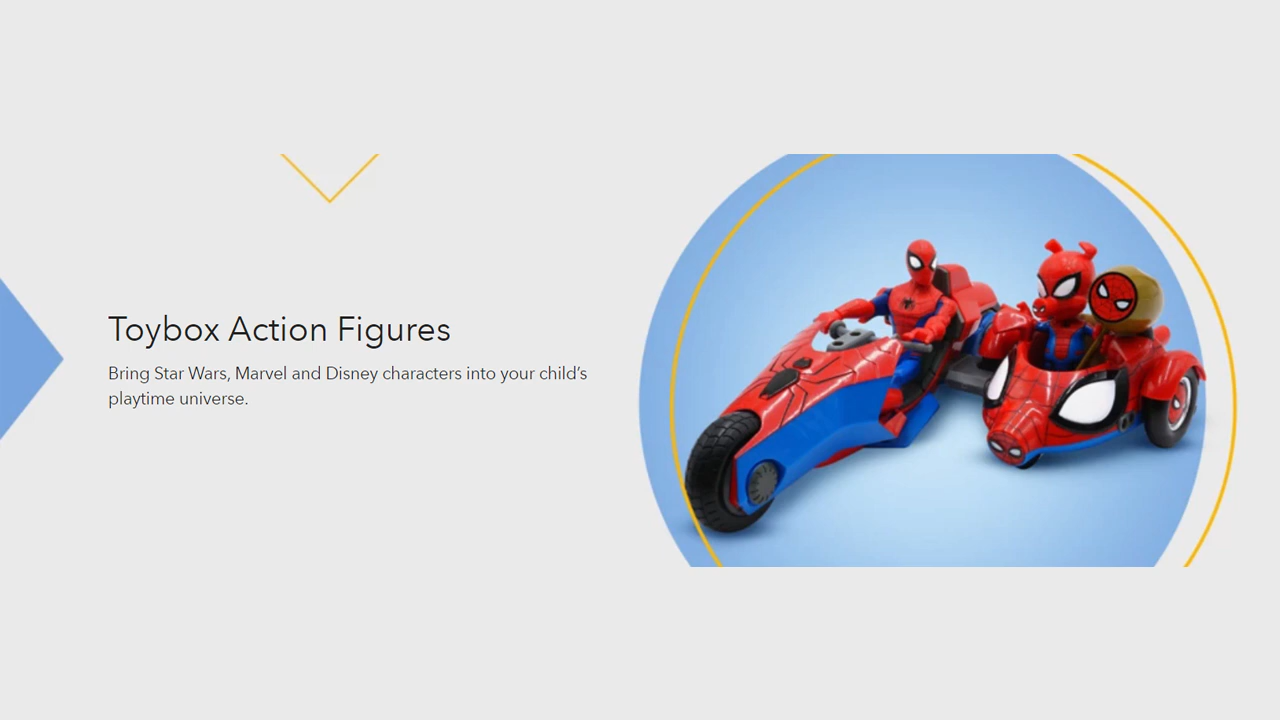 Toybox Action Figures
Bring Star Wars, Marvel and Disney characters into your child’s
playtime universe.